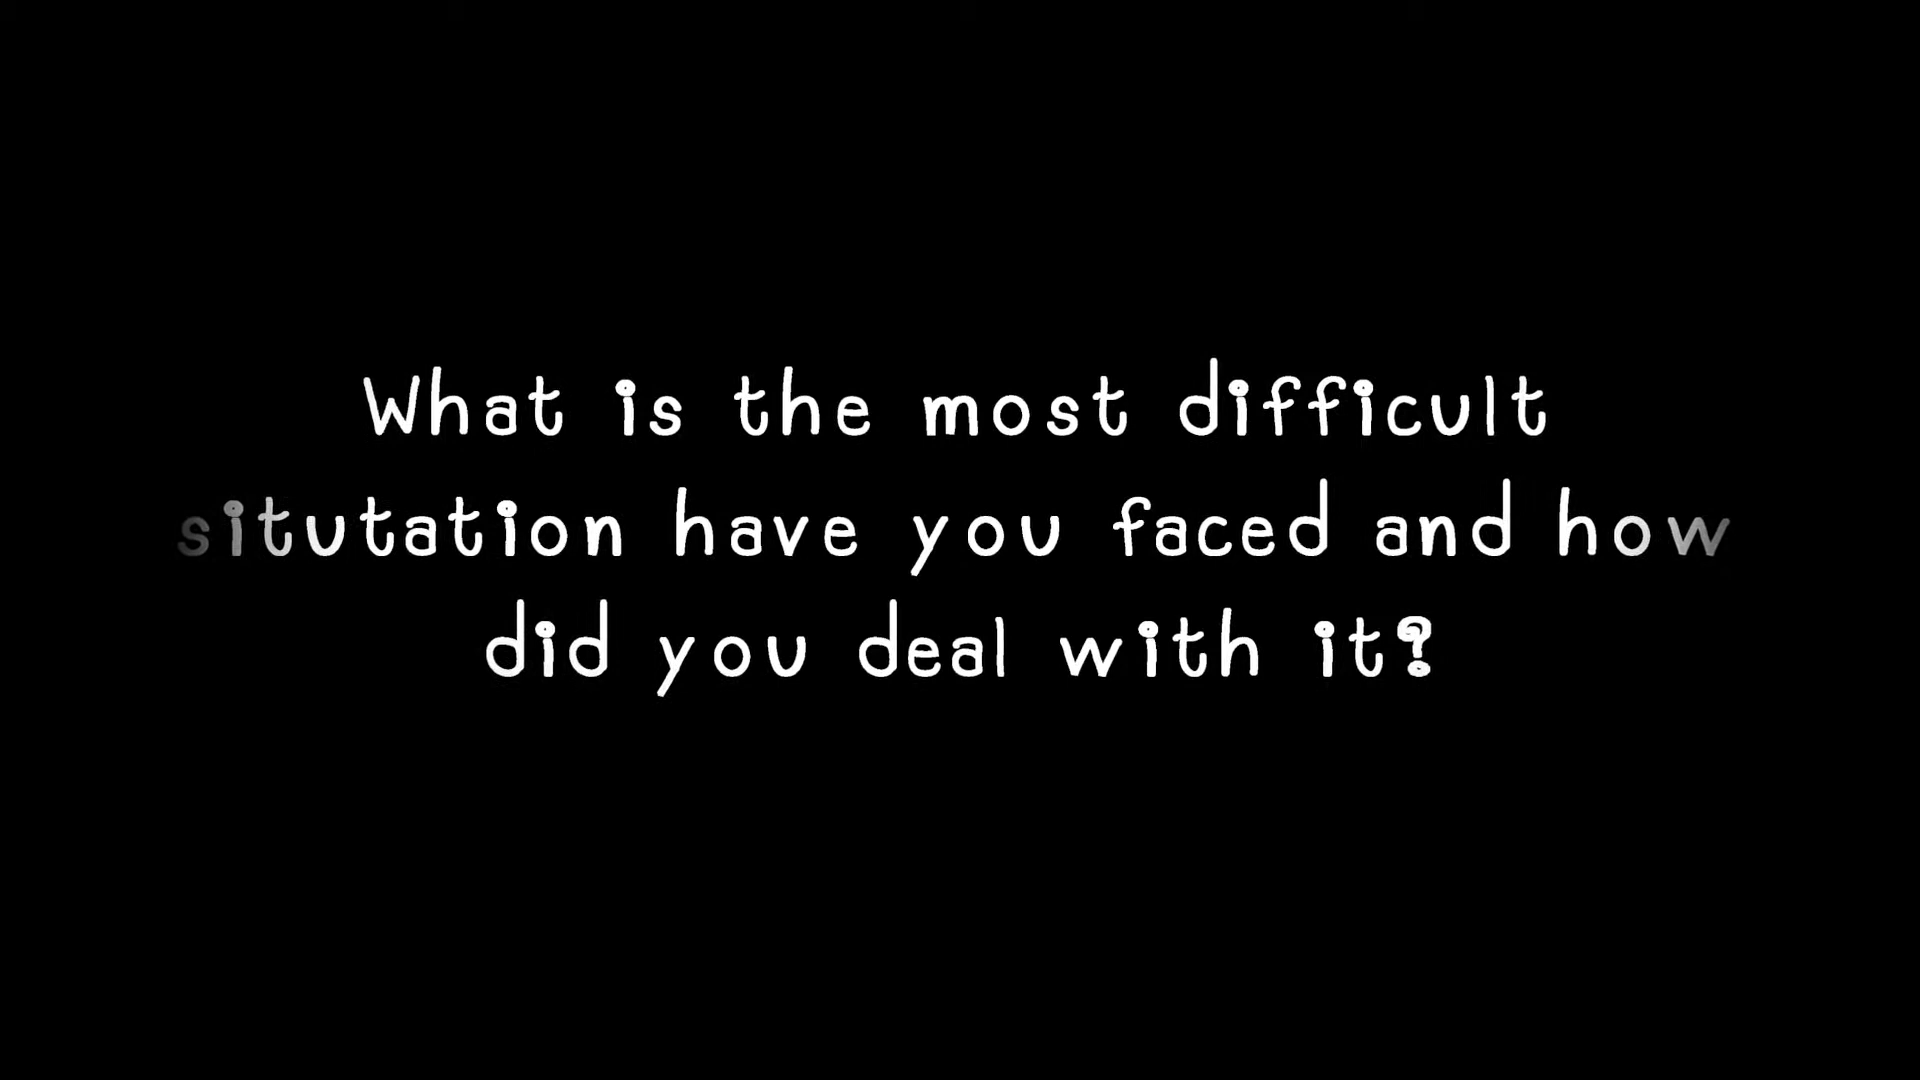 What is the most difficult
situtation have you faced and how
did you deal with it?